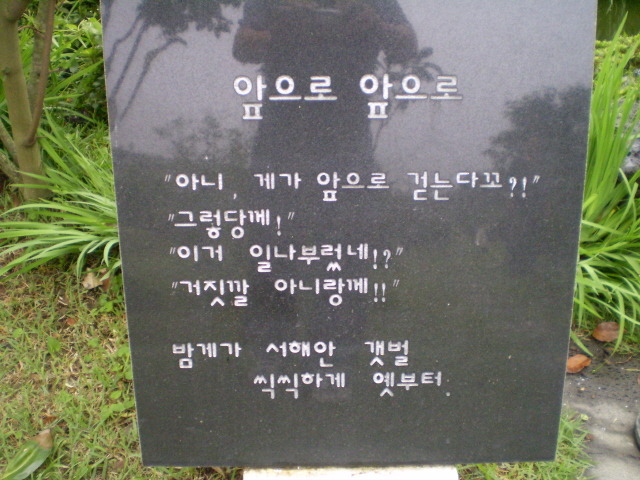 앞으로 앞으로
"아니, 게가 앞으로 걷는다꼬?!"
"그렁당께!"
"이거 일나부렀네!?"
"거짓깔 아니랑께!!"
밤게가 서해안 갯벌
씩씩하게 옛부터.